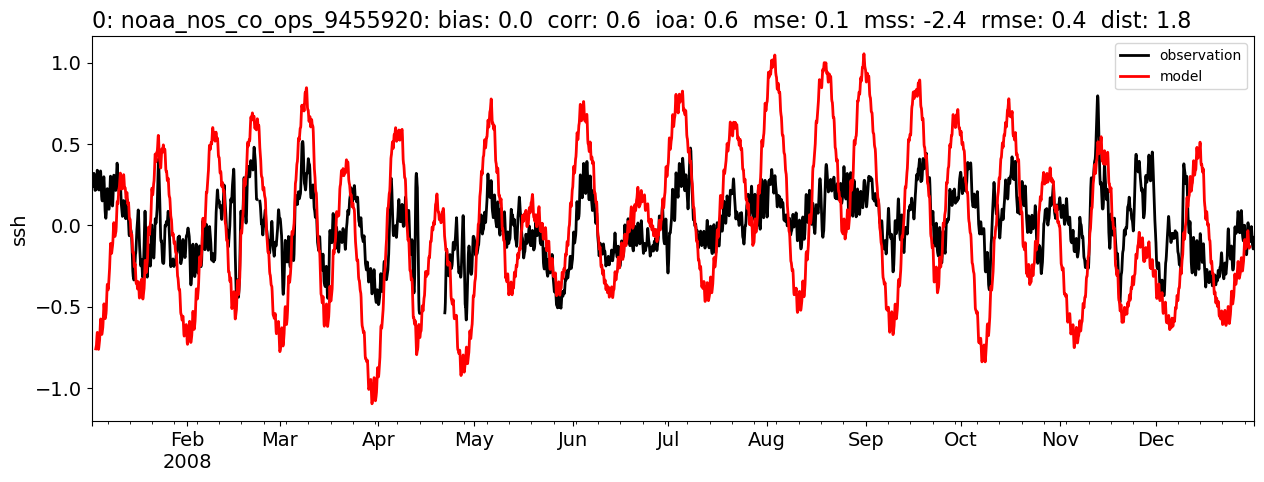 0: noaa_nos_co_ops_9455920: bias: 0.0  corr: 0.6  ioa: 0.6  mse: 0.1  mss: -2.4  rmse: 0.4  dist: 1.8
observation
model
1.0
0.5
0.0
−0.5
−1.0
ssh
Feb Mar Apr May Jun Jul Aug Sep Oct Nov Dec
2008